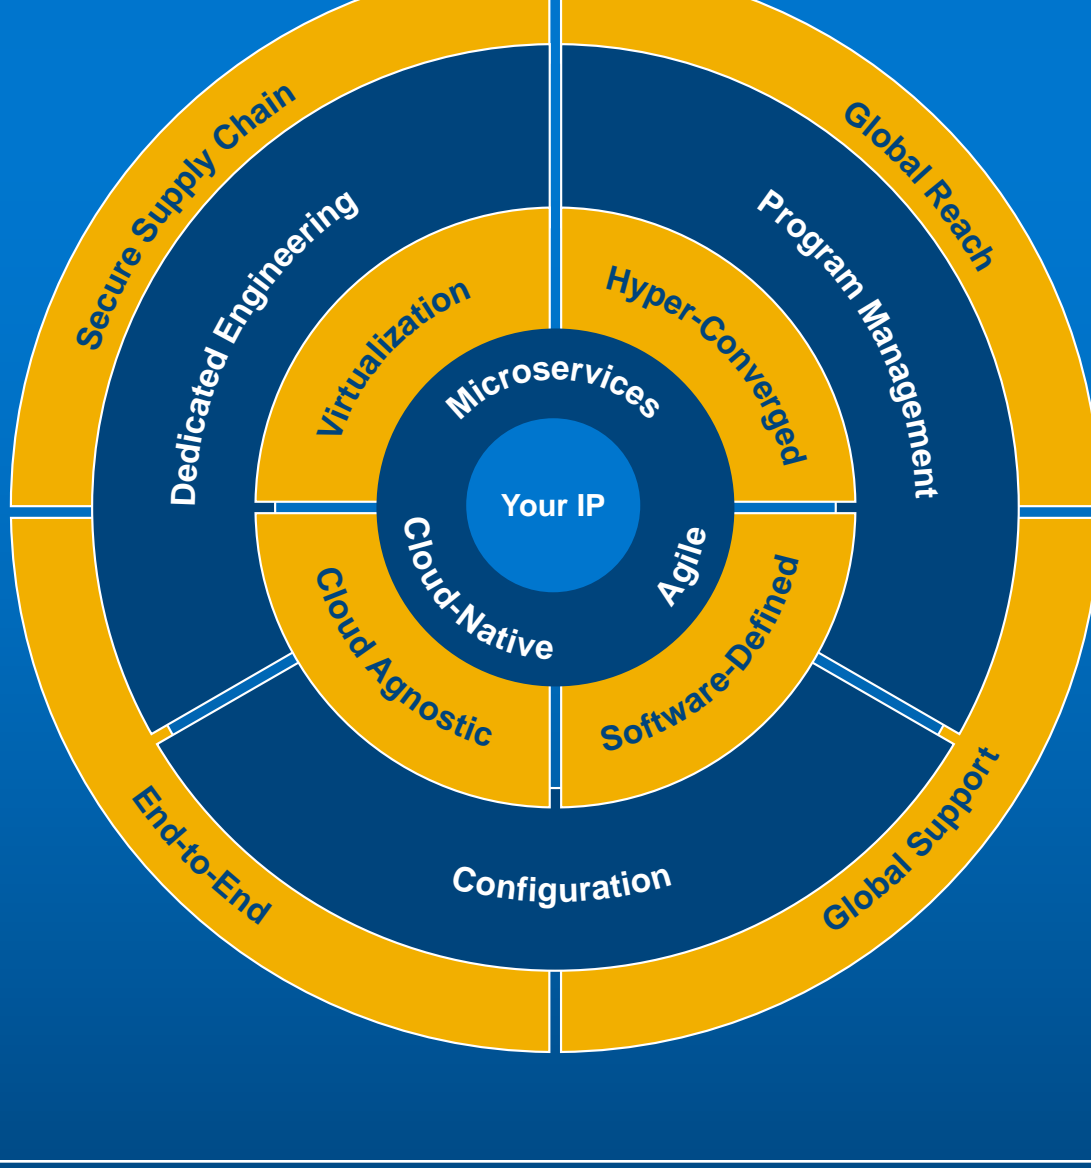 Secure Supply Chain
Global Reach
Dedicated Engineering
Program Management
Virtualization
Hyper-Converged
Microservices
Your IP
Cloud-Native
Agile
Cloud Agnostic
Software-Defined
End-to-End
Global Support
Configuration